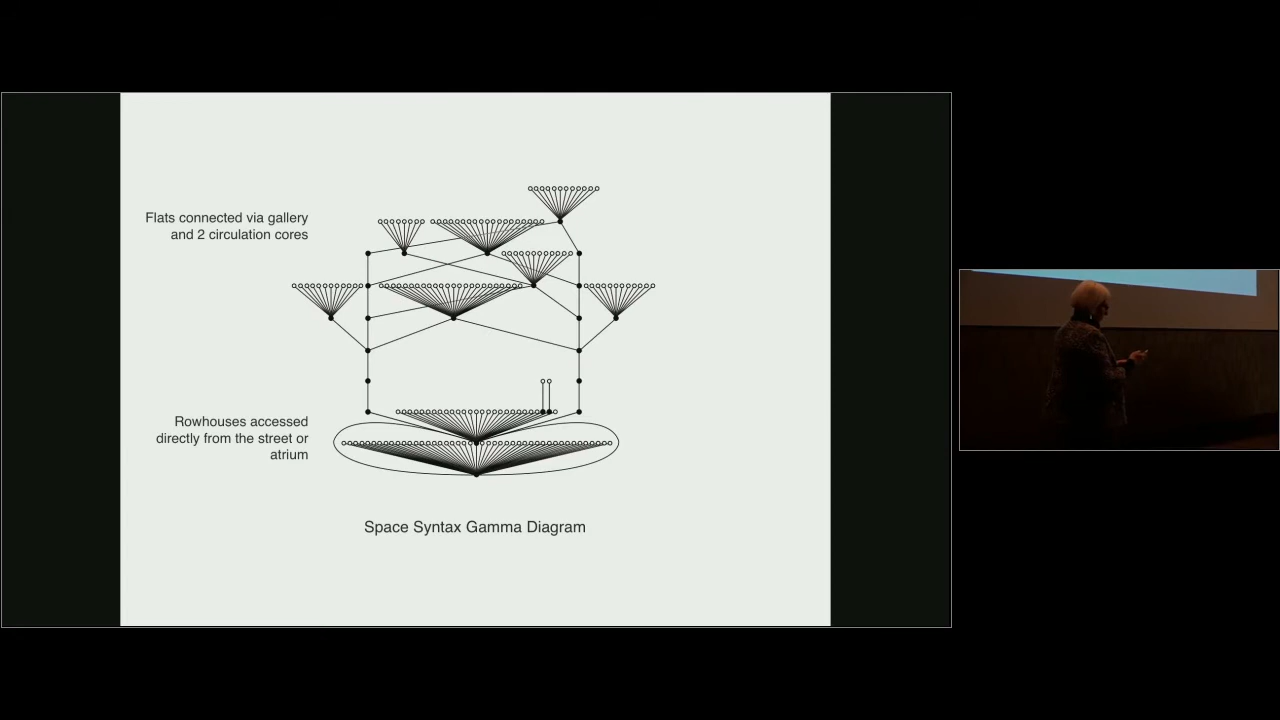 Flats connected via gallery
and 2 circulation cores
Rowhouses accessed
directly from the street or
atrium
Space Syntax Gamma Diagram